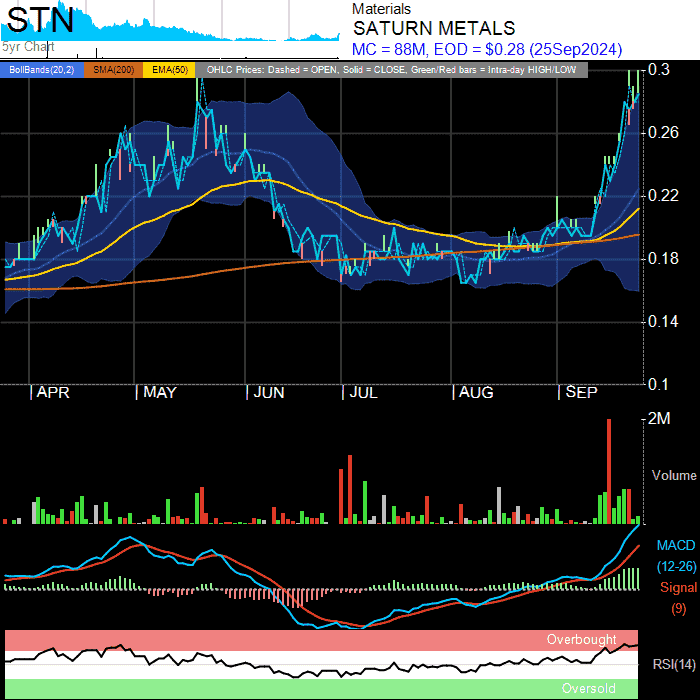 STN
5yr Chart
Materials
SATURN METALS
MC = 88M, EOD = $0.28 (25Sep2024)
BollBands(20,2) SMA(200) EMA(50) OHLC Prices: Dashed = OPEN, Solid = CLOSE, Green/Red bars = Intra-day HIGH/LOW
0.3
0.26
0.22
0.18
0.14
0.1
APR MAY JUN JUL AUG SEP
2M
Volume
MACD
(12-26)
Signal
(9)
Overbought
RSI(14)
Oversold